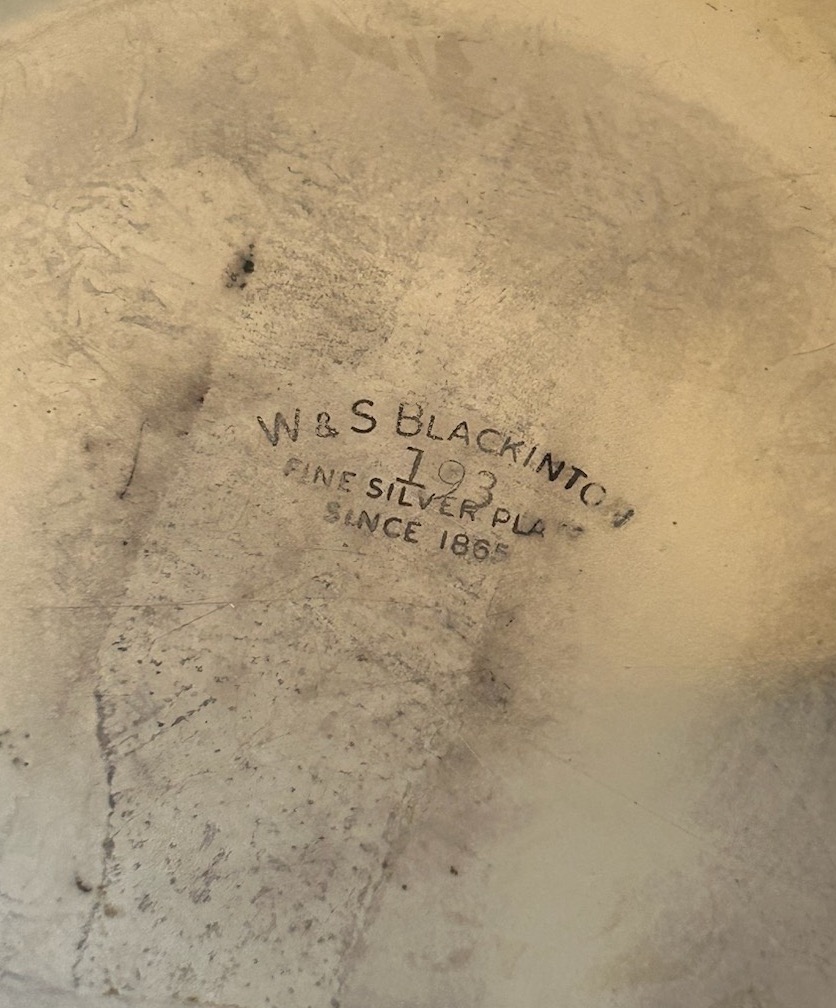 W & S BLACKINTON
193
FINE SILVER PLATE
SINCE 1865